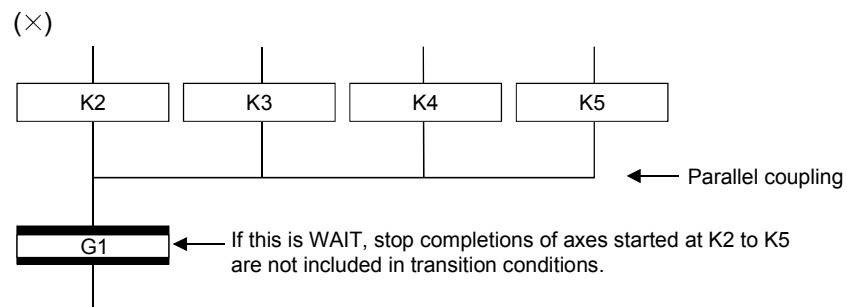 (×)
K2 K3 K4 K5
Parallel coupling
G1
If this is WAIT, stop completions of axes started at K2 to K5
are not included in transition conditions.